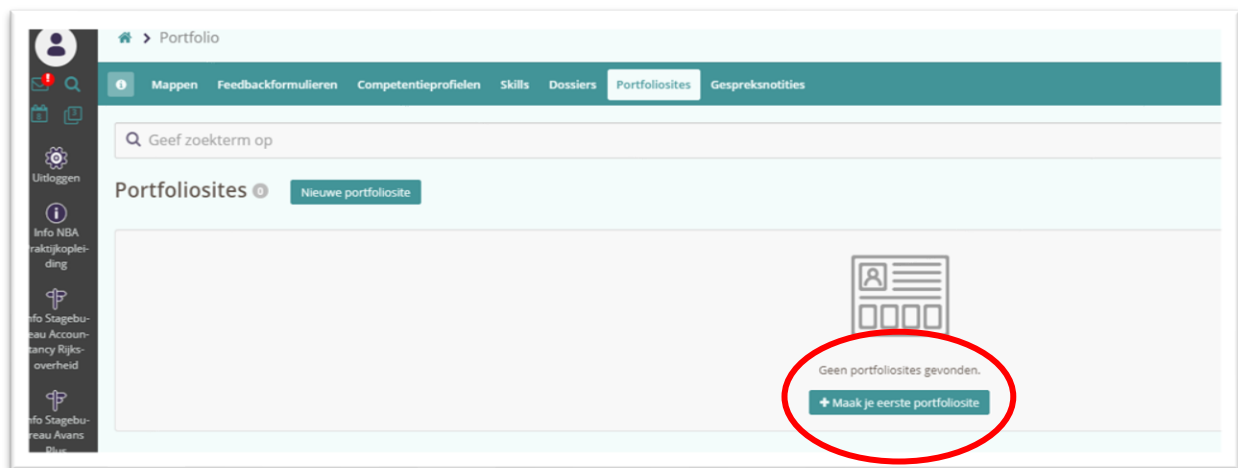 Portfolio
Mappen Feedbackformulieren Competentieprofielen Skills Dossiers Portfoliosites Gespreksnotities
Geef zoekterm op
Portfoliosites 0 Nieuwe portfoliosite
Uitloggen
Info NBA
raktijkoplei-
ding
nfo Stagebu-
eau Accoun-
tancy Rijks-
overheid
nfo Stagebu-
reau Avans
Plus
Geen portfoliosites gevonden.
+ Maak je eerste portfoliosite